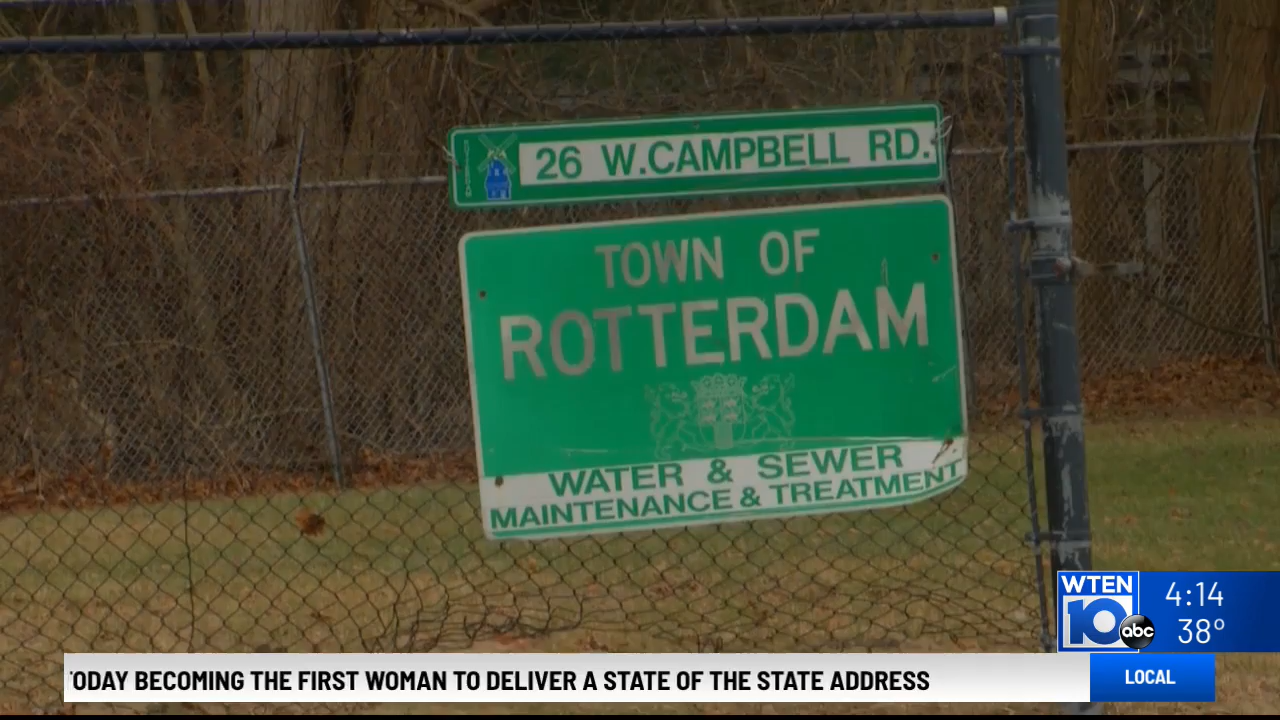 26 W.CAMPBELL RD.
TOWN OF
ROTTERDAM
WATER & SEWER
MAINTENANCE & TREATMENT
WTEN
10
abc
4:14
38°
ODAY BECOMING THE FIRST WOMAN TO DELIVER A STATE OF THE STATE ADDRESS
LOCAL